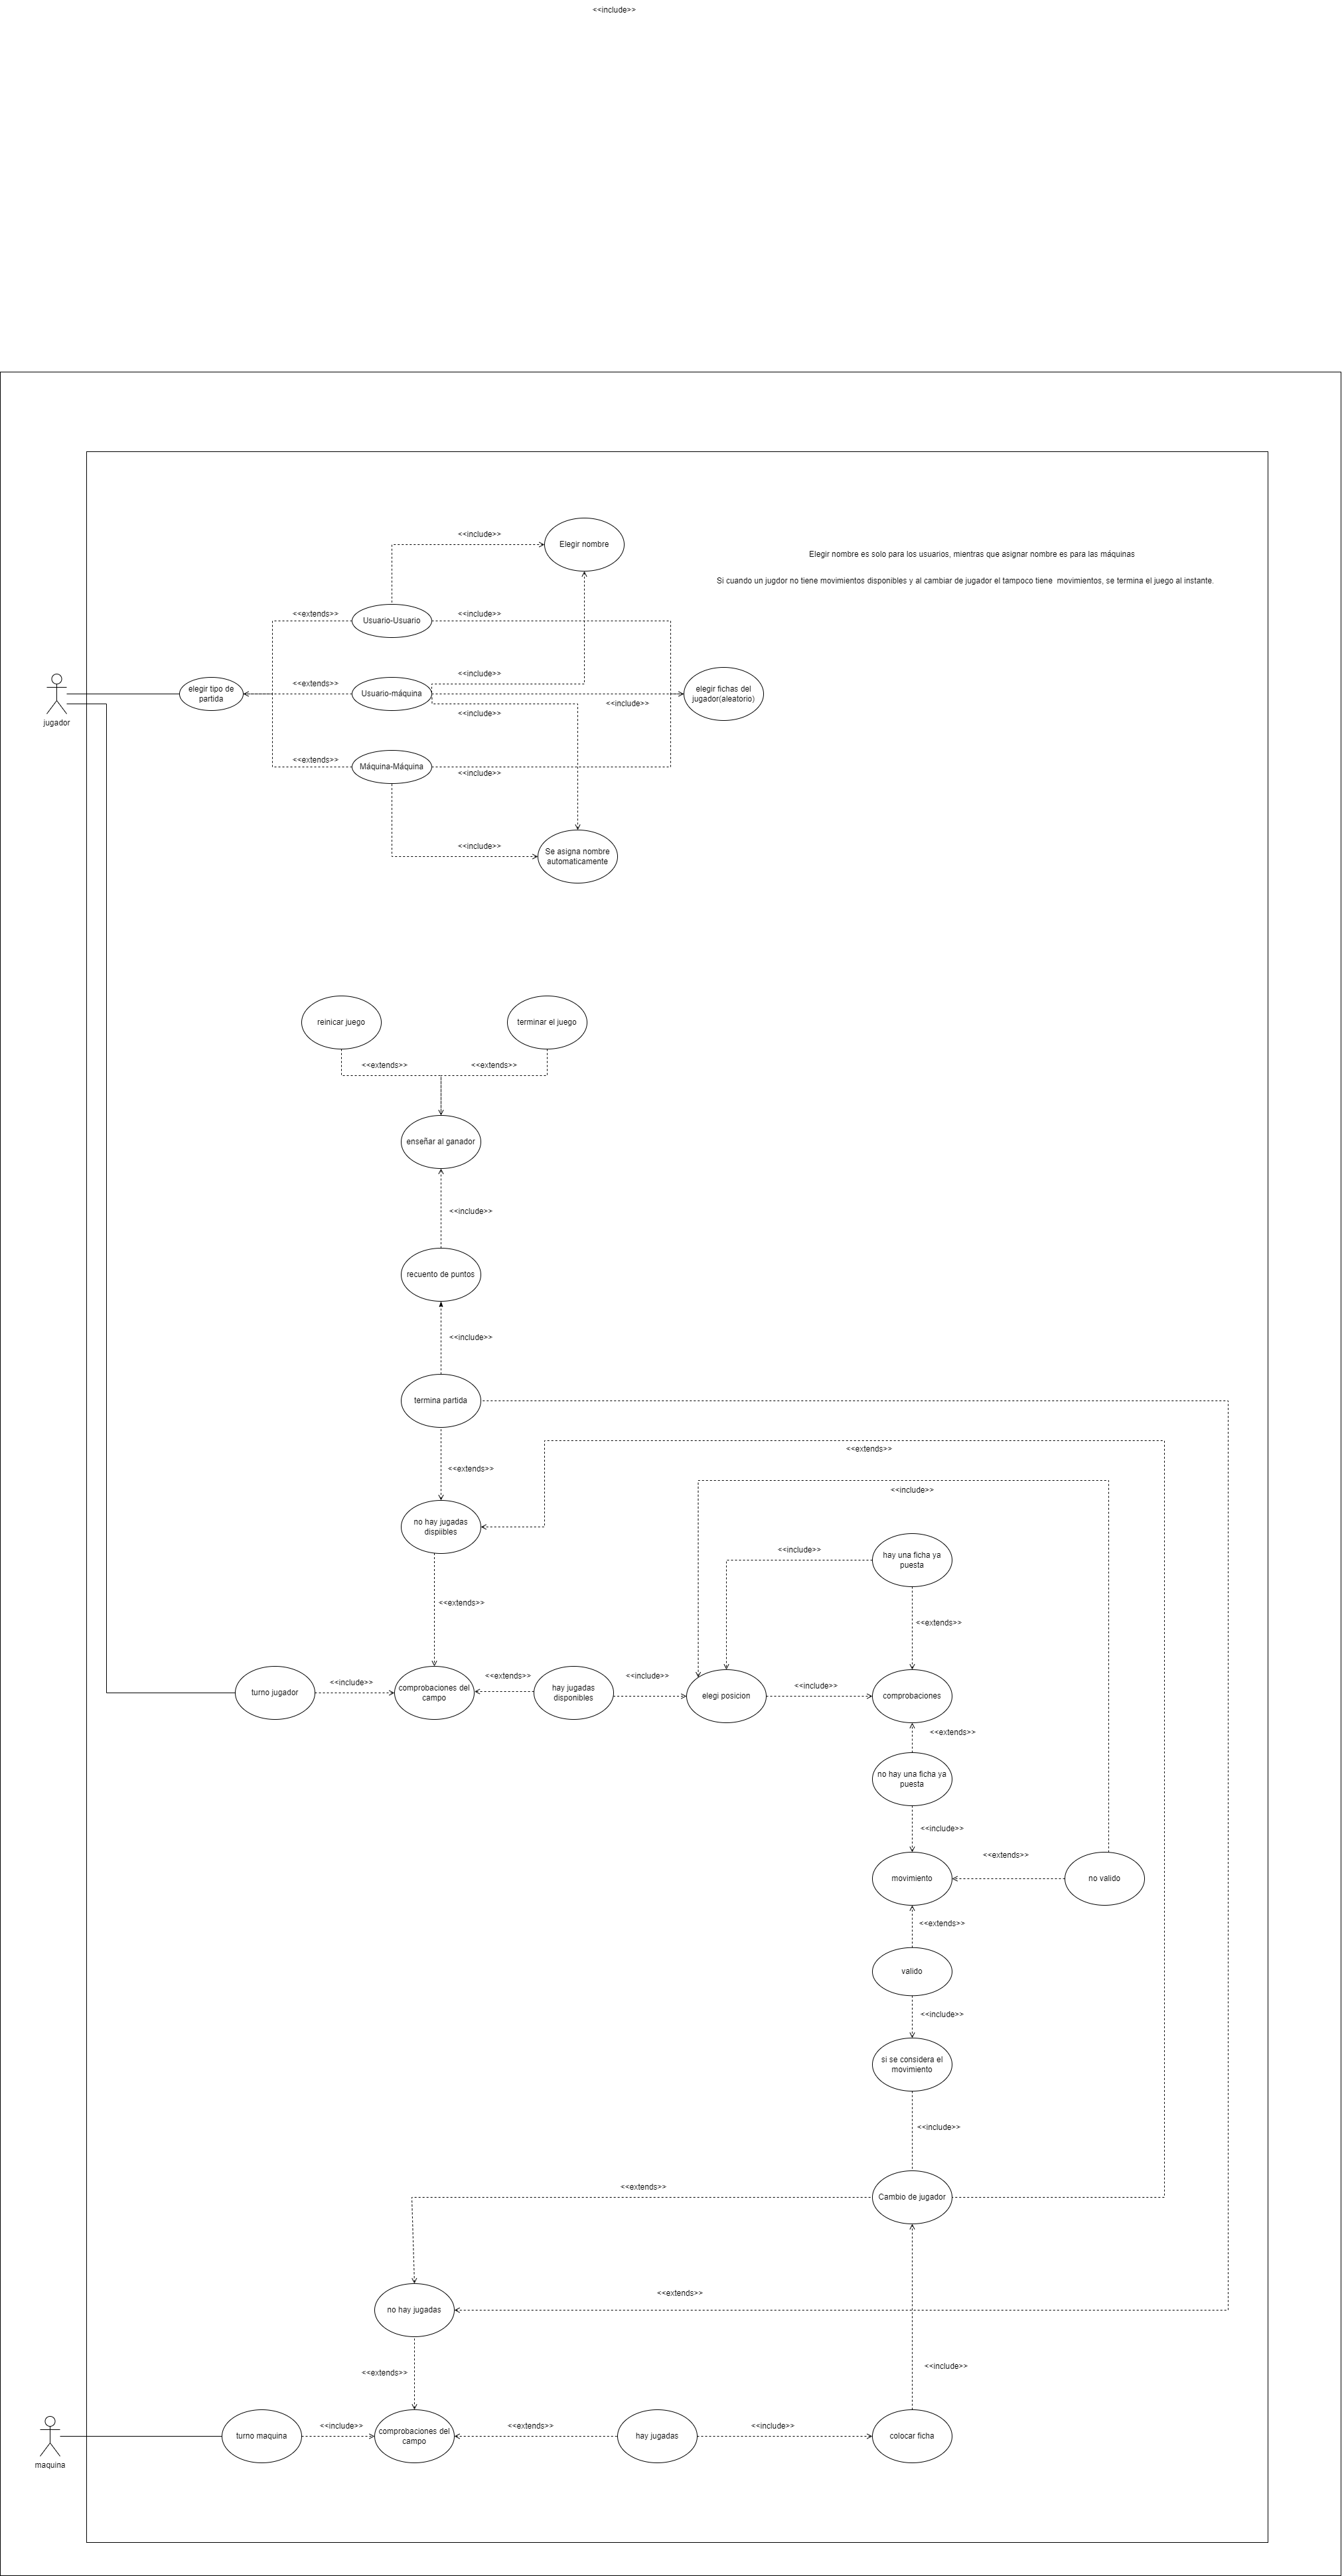 <<include>>
<<include>>
Elegir nombre
Elegir nombre es solo para los usuarios, mientras que asignar nombre es para las máquinas
Si cuando un jugdor no tiene movimientos disponibles y al cambiar de jugador el tampoco tiene  movimientos, se termina el juego al instante.
<<extends>>
<<include>>
Usuario-Usuario
<<include>>
<<extends>>
elegir tipo de
partida
Usuario-máquina
elegir fichas del
jugador(aleatorio)
<<include>>
<<include>>
jugador
<<extends>>
Máquina-Máquina
<<include>>
<<include>>
Se asigna nombre
automaticamente
reinicar juego
terminar el juego
<<extends>>
<<extends>>
enseñar al ganador
<<include>>
recuento de puntos
<<include>>
termina partida
<<extends>>
<<extends>>
<<include>>
no hay jugadas
dispiibles
<<include>>
hay una ficha ya
puesta
<<extends>>
<<extends>>
<<include>>
<<extends>>
<<include>>
<<include>>
turno jugador
comprobaciones del
campo
hay jugadas
disponibles
elegi posicion
comprobaciones
<<extends>>
no hay una ficha ya
puesta
<<include>>
<<extends>>
movimiento
no valido
<<extends>>
valido
<<include>>
si se considera el
movimiento
<<include>>
<<extends>>
Cambio de jugador
<<extends>>
no hay jugadas
<<include>>
<<extends>>
<<include>>
<<extends>>
<<include>>
turno maquina
comprobaciones del
campo
hay jugadas
colocar ficha
maquina